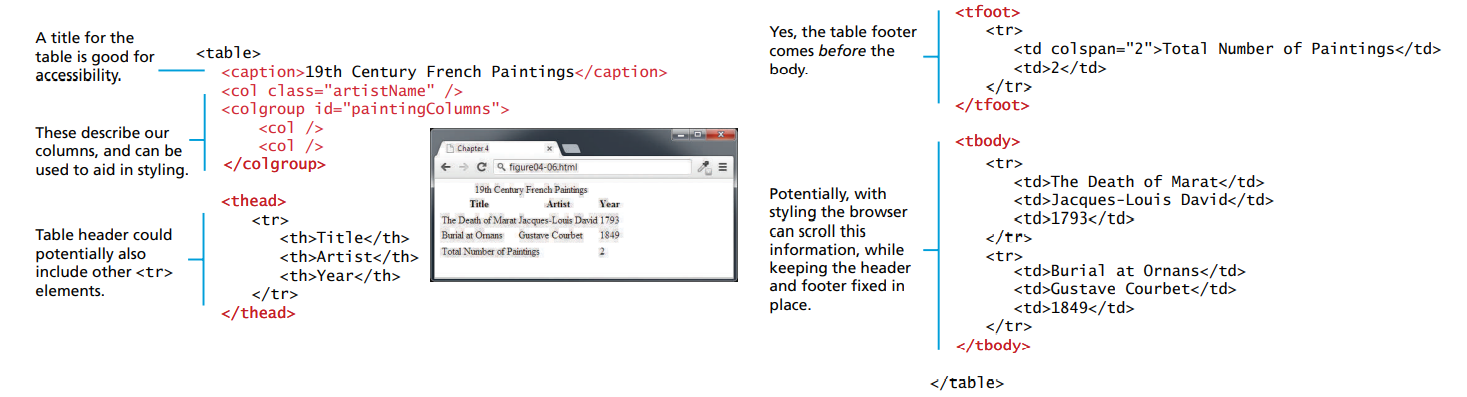 A title for the
table is good for
accessibility.
These describe our
columns, and can be
used to aid in styling.
Table header could
potentially also
include other <tr>
elements.
<table>
<caption>19th Century French Paintings</caption>
<col class="artistName" />
<colgroup id="paintingColumns">
<col />
<col />
</colgroup>
<thead>
<tr>
<th>Title</th>
<th>Artist</th>
<th>Year</th>
</tr>
</thead>
Chapter 4
figure04-06.html
19th Century French Paintings
Title Artist Year
The Death of Marat Jacques-Louis David 1793
Burial at Ornans Gustave Courbet 1849
Total Number of Paintings 2
Yes, the table footer
comes before the
body.
Potentially, with
styling the browser
can scroll this
information, while
keeping the header
and footer fixed in
place.
<tfoot>
<tr>
<td colspan="2">Total Number of Paintings</td>
<td>2</td>
</tr>
</tfoot>
<tbody>
<tr>
<td>The Death of Marat</td>
<td>Jacques-Louis David</td>
<td>1793</td>
</tr>
<tr>
<td>Burial at Ornans</td>
<td>Gustave Courbet</td>
<td>1849</td>
</tr>
</tbody>
</table>